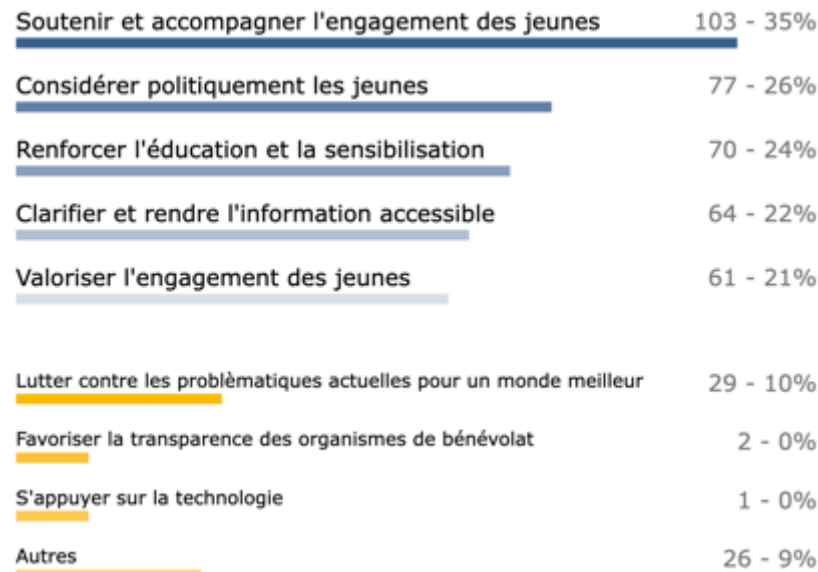 Soutenir et accompagner l'engagement des jeunes 103 - 35%
Considérer politiquement les jeunes 77 - 26%
Renforcer l'éducation et la sensibilisation 70 - 24%
Clarifier et rendre l'information accessible 64 - 22%
Valoriser l'engagement des jeunes 61 - 21%
Lutter contre les problèmatiques actuelles pour un monde meilleur 29 - 10%
Favoriser la transparence des organismes de bénévolat 2 - 0%
S'appuyer sur la technologie 1 - 0%
Autres 26 - 9%